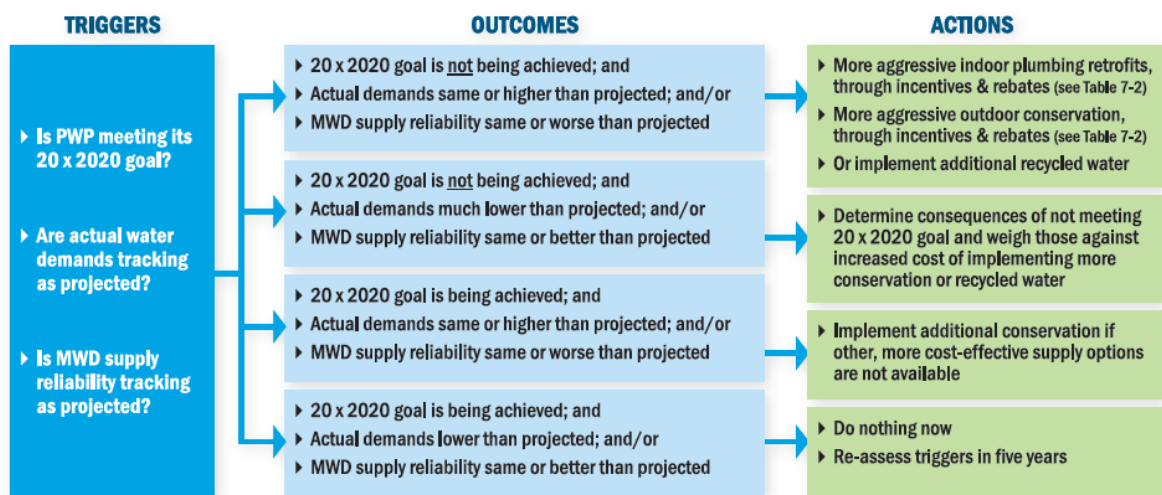 TRIGGERS
▸ Is PWP meeting its
20 x 2020 goal?
▸ Are actual water
demands tracking
as projected?
▸ Is MWD supply
reliability tracking
as projected?
OUTCOMES
▸ 20 x 2020 goal is not being achieved; and
▸ Actual demands same or higher than projected; and/or
▸ MWD supply reliability same or worse than projected
▸ 20 x 2020 goal is not being achieved; and
▸ Actual demands much lower than projected; and/or
▸ MWD supply reliability same or better than projected
▸ 20 x 2020 goal is being achieved; and
▸ Actual demands same or higher than projected; and/or
▸ MWD supply reliability same or worse than projected
▸ 20 x 2020 goal is being achieved; and
▸ Actual demands lower than projected; and/or
▸ MWD supply reliability same or better than projected
ACTIONS
▸ More aggressive indoor plumbing retrofits,
through incentives & rebates (see Table 7-2)
▸ More aggressive outdoor conservation,
through incentives & rebates (see Table 7-2)
▸ Or implement additional recycled water
▸ Determine consequences of not meeting
20 x 2020 goal and weigh those against
increased cost of implementing more
conservation or recycled water
▸ Implement additional conservation if
other, more cost-effective supply options
are not available
▸ Do nothing now
▸ Re-assess triggers in five years